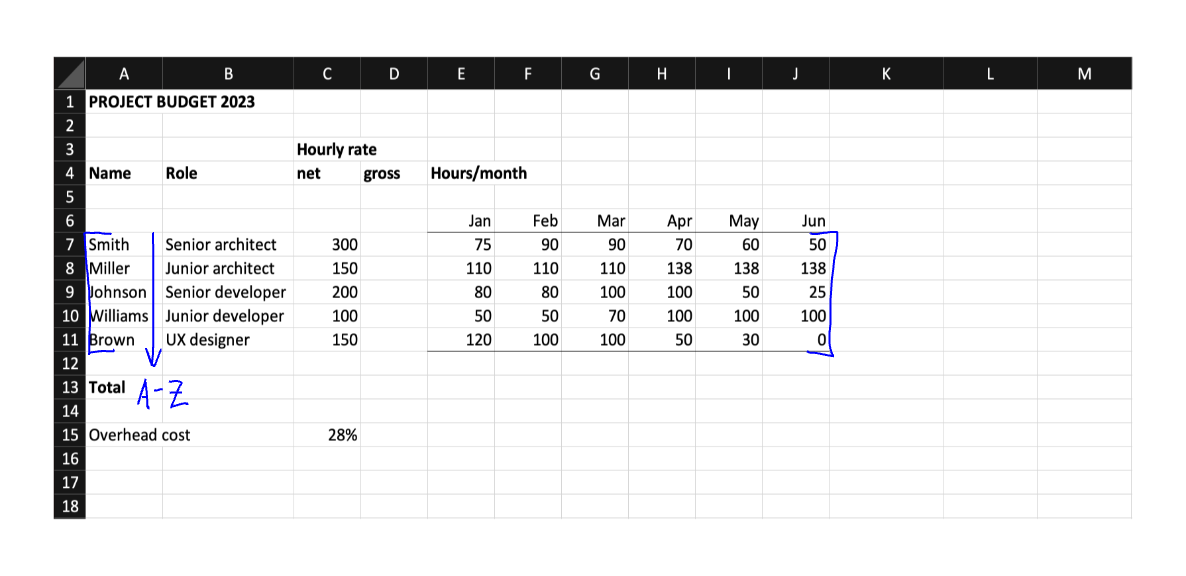 A B C D E F G H I J K L M
1 PROJECT BUDGET 2023
2
3 Hourly rate
4 Name Role net gross Hours/month
5
6 Jan Feb Mar Apr May Jun
7 Smith Senior architect 300 75 90 90 70 60 50
8 Miller Junior architect 150 110 110 110 138 138 138
9 Johnson Senior developer 200 80 80 100 100 50 25
10 Williams Junior developer 100 50 50 70 100 100 100
11 Brown UX designer 150 120 100 100 50 30 0
12
13 Total A-Z
14
15 Overhead cost 28%
16
17
18